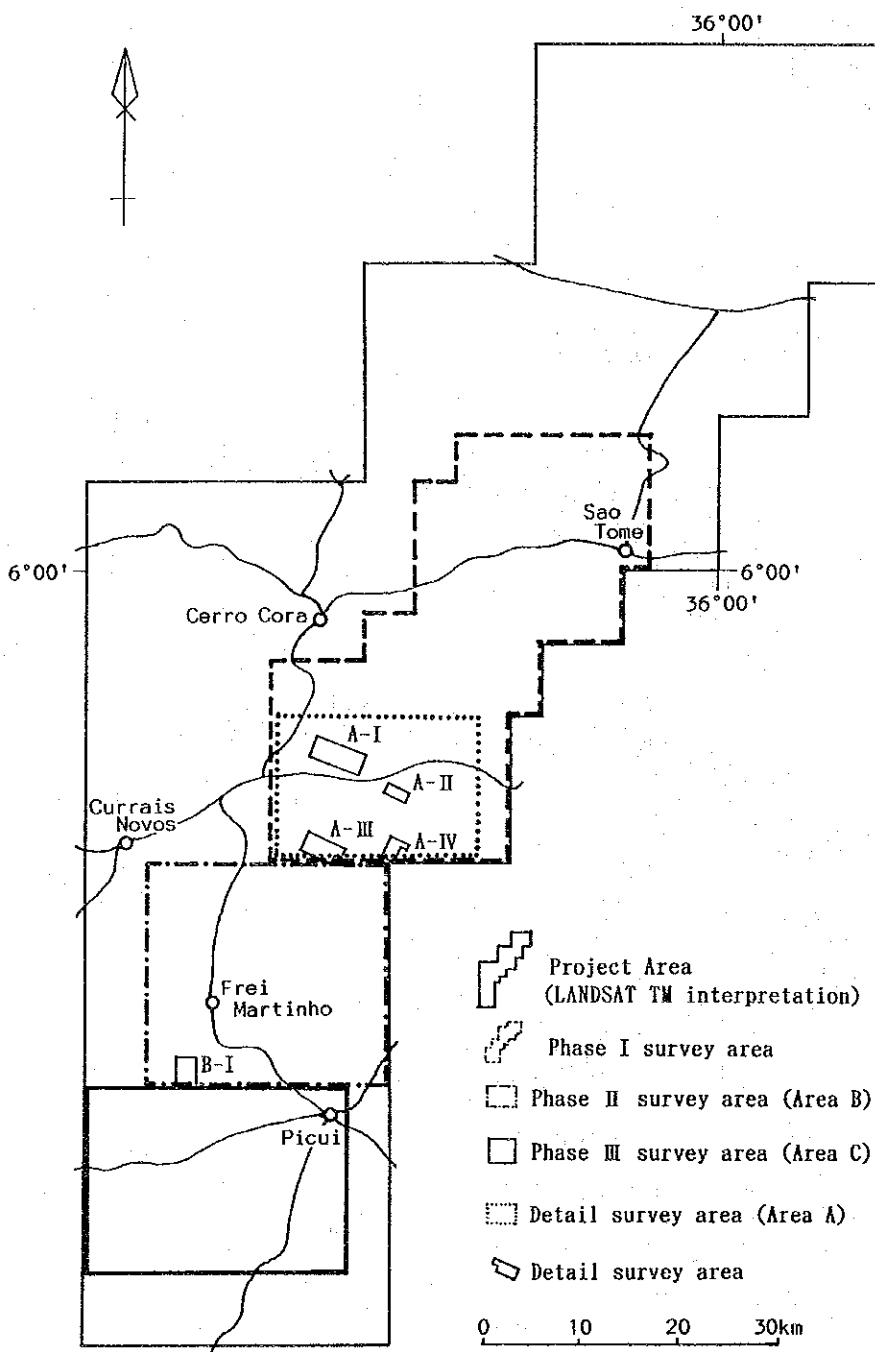 36°00'
Sao
Tome
6°00'
6°00'
36°00'
Cerro Cora
A-I
A-II
Currais
Novos
A-III
A-IV
Project Area
(LANDSAT TM interpretation)
Frei
Martinho
Phase I survey area
B-I
Phase II survey area (Area B)
Picui
Phase III survey area (Area C)
Detail survey area (Area A)
Detail survey area
0 10 20 30km